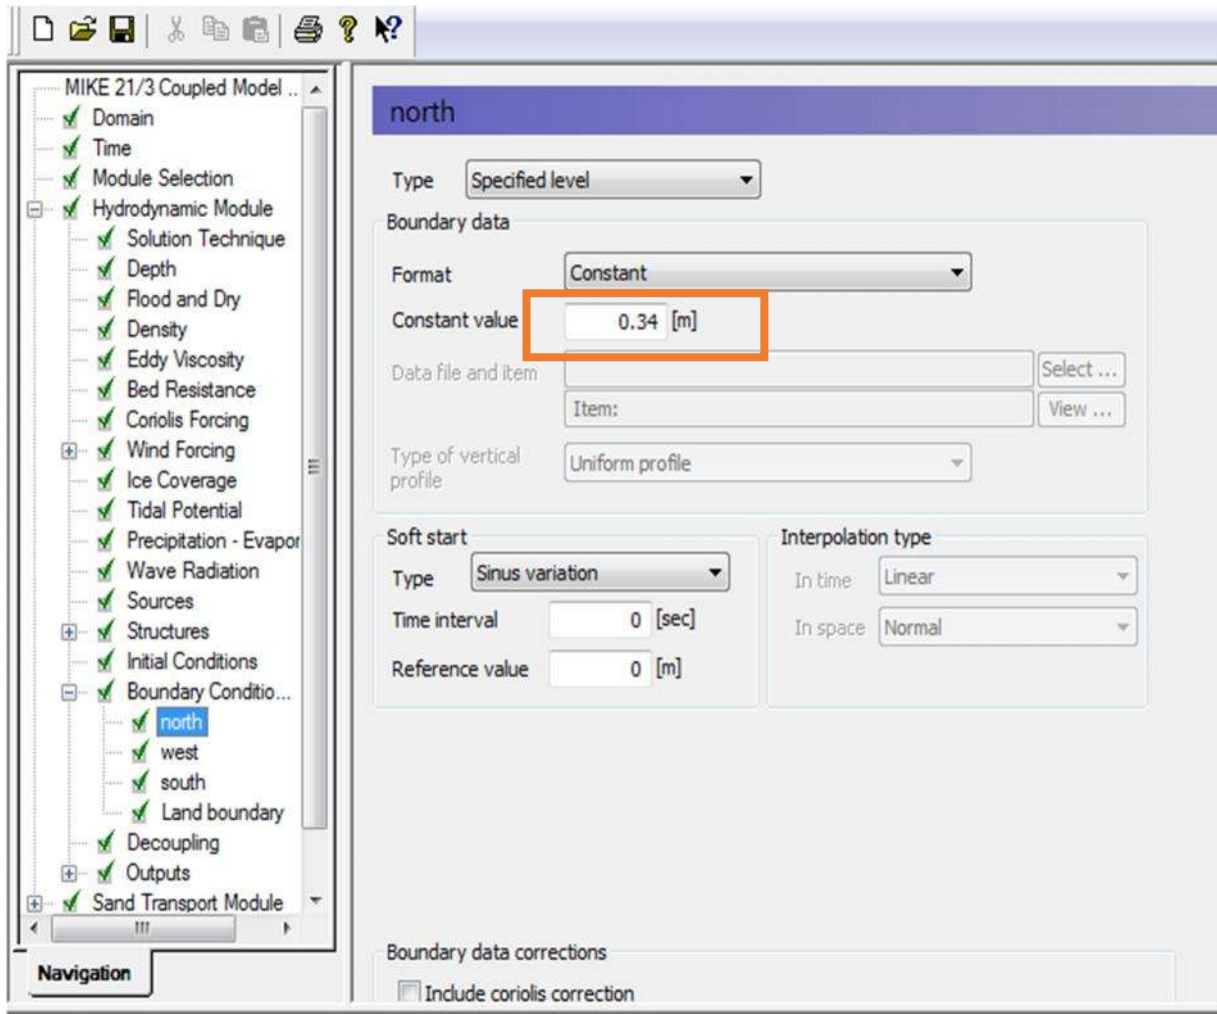 MIKE 21/3 Coupled Model ..
Domain
Time
Module Selection
Hydrodynamic Module
Solution Technique
Depth
Flood and Dry
Density
Eddy Viscosity
Bed Resistance
Coriolis Forcing
Wind Forcing
Ice Coverage
Tidal Potential
Precipitation - Evapor
Wave Radiation
Sources
Structures
Initial Conditions
Boundary Conditio...
north
west
south
Land boundary
Decoupling
Outputs
Sand Transport Module
Navigation
north
Type Specified level
Boundary data
Format Constant
Constant value 0.34 [m]
Data file and item Select ...
Item: View ...
Type of vertical
profile
Uniform profile
Soft start
Type Sinus variation
Time interval 0 [sec]
Reference value 0 [m]
Interpolation type
In time Linear
In space Normal
Boundary data corrections
Include coriolis correction